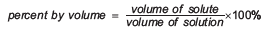 percent by volume = volume of solute / volume of solution × 100%